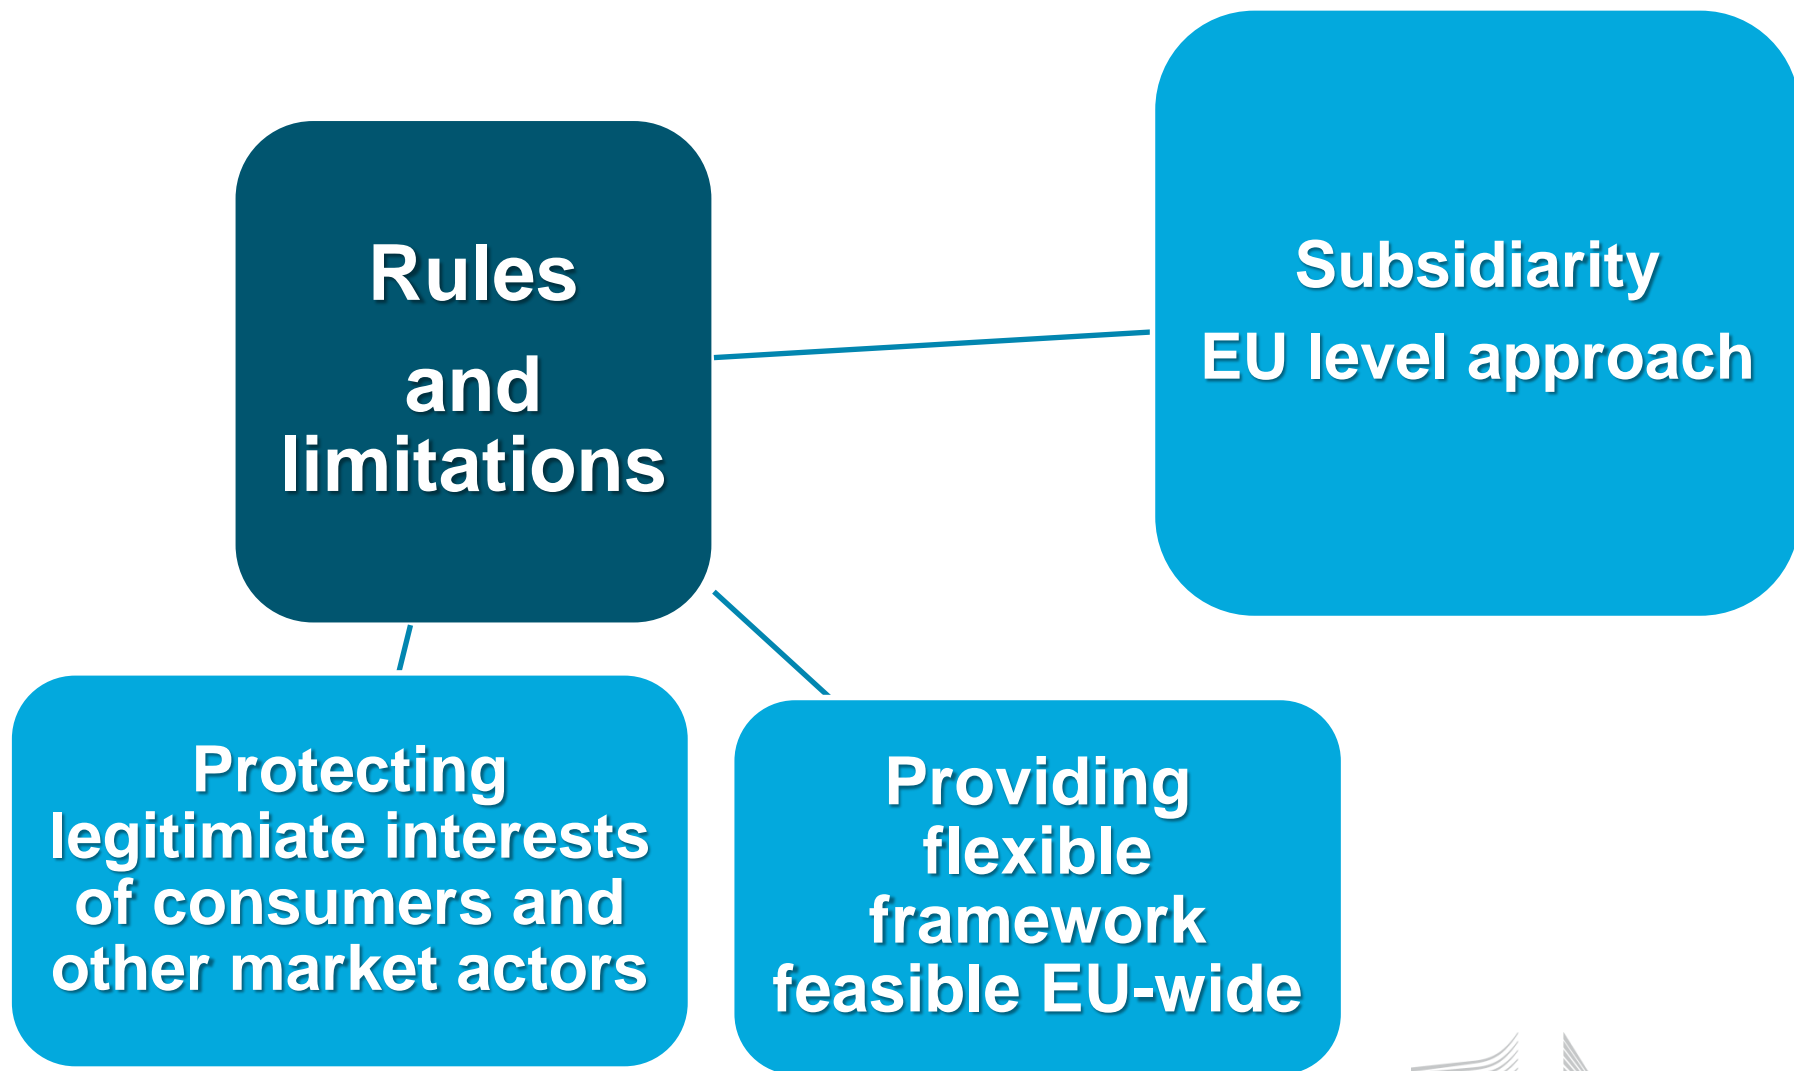 Rules
and
limitations
Subsidiarity
EU level approach
Protecting
legitimiate interests
of consumers and
other market actors
Providing
flexible
framework
feasible EU-wide